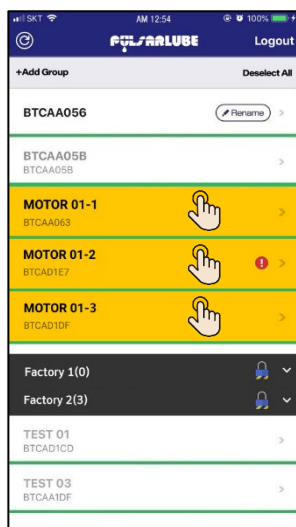 SKT AM 12:54 100%
PULSARLUBE Logout
+Add Group Deselect All
BTCAA056 Rename
BTCAA05B
BTCAA05B
MOTOR 01-1
BTCAA063
MOTOR 01-2
BTCAD1E7
MOTOR 01-3
BTCAD1DF
Factory 1(0)
Factory 2(3)
TEST 01
BTCAD1CD
TEST 03
BTCAA1DF